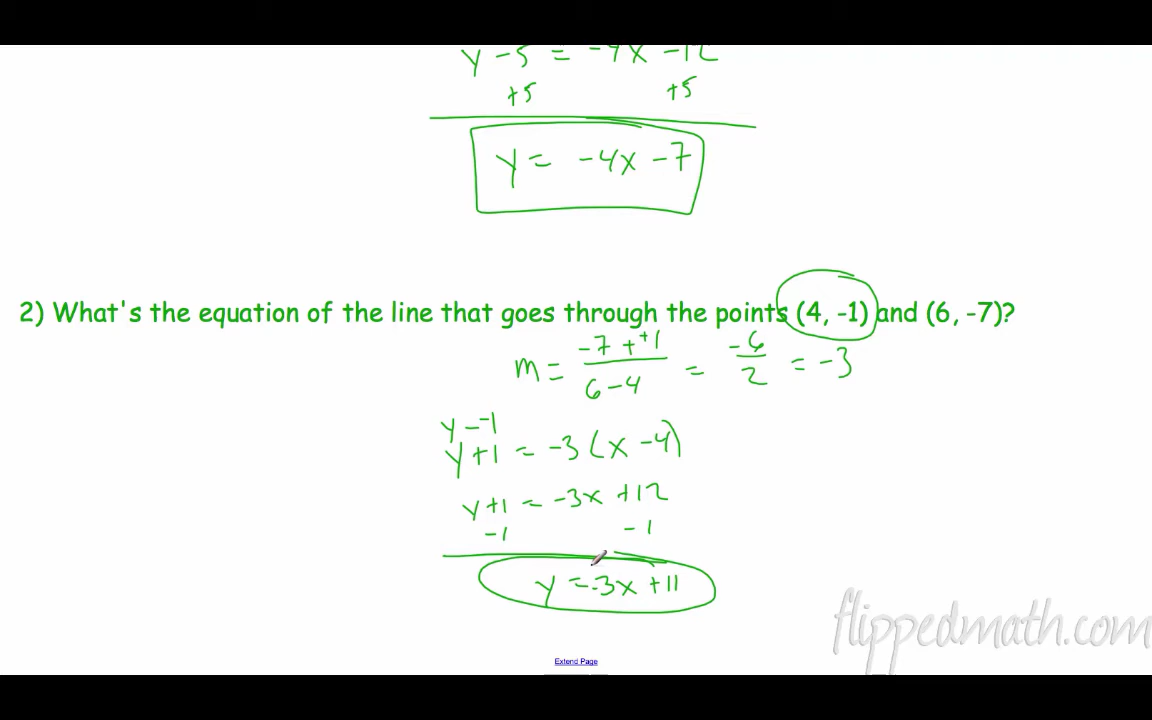 y - 5 = -4x - 12
+5 +5
y = -4x - 7
2) What's the equation of the line that goes through the points (4, -1) and (6, -7)?
m = -7 + +1 / 6 - 4 = -6 / 2 = -3
y - -1
y + 1 = -3 (x - 4)
y + 1 = -3x + 12
-1 -1
y = -3x + 11
flippedmath.com
Extend Page